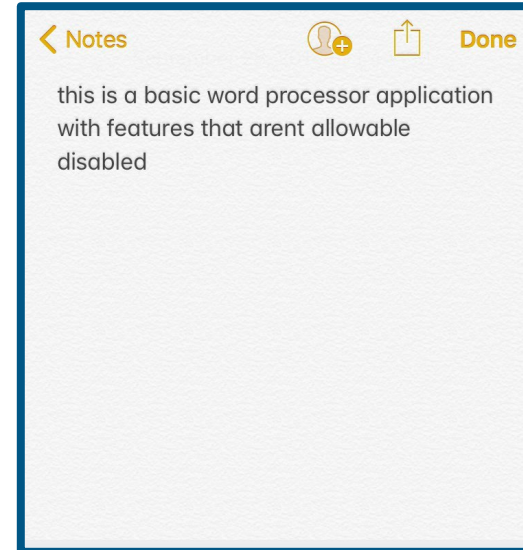 Notes
Done
this is a basic word processor application
with features that arent allowable
disabled